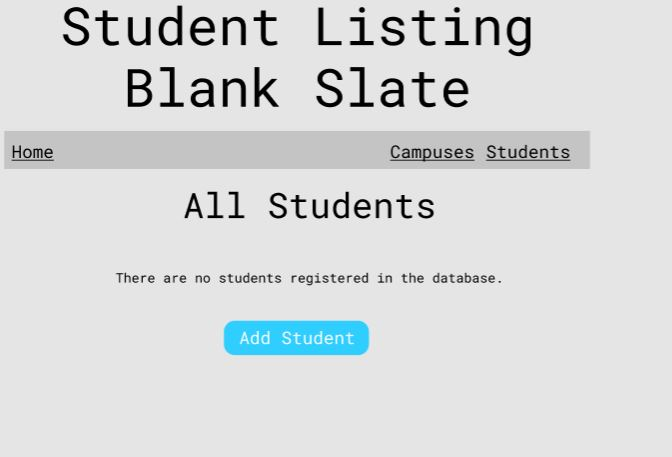 Student Listing
Blank Slate
Home Campuses Students
All Students
There are no students registered in the database.
Add Student